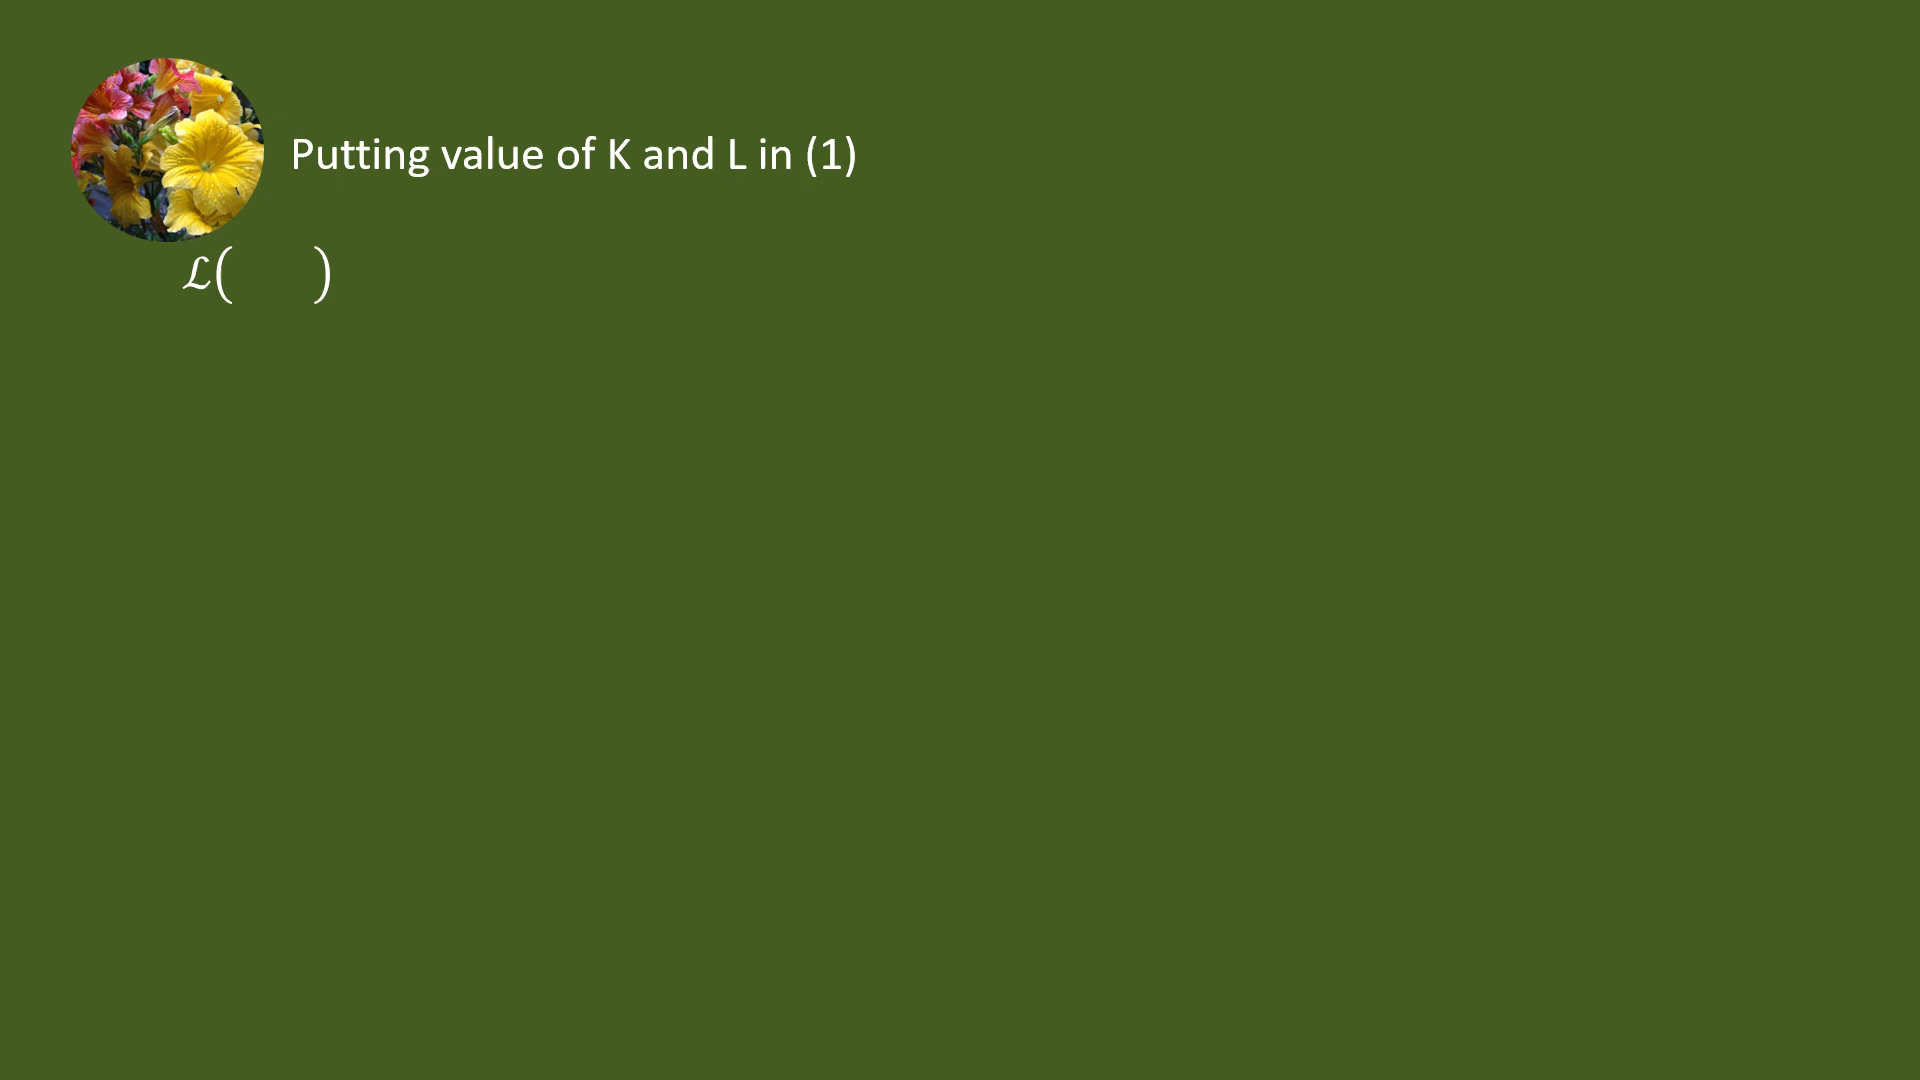 Putting value of K and L in (1)
ℒ( )